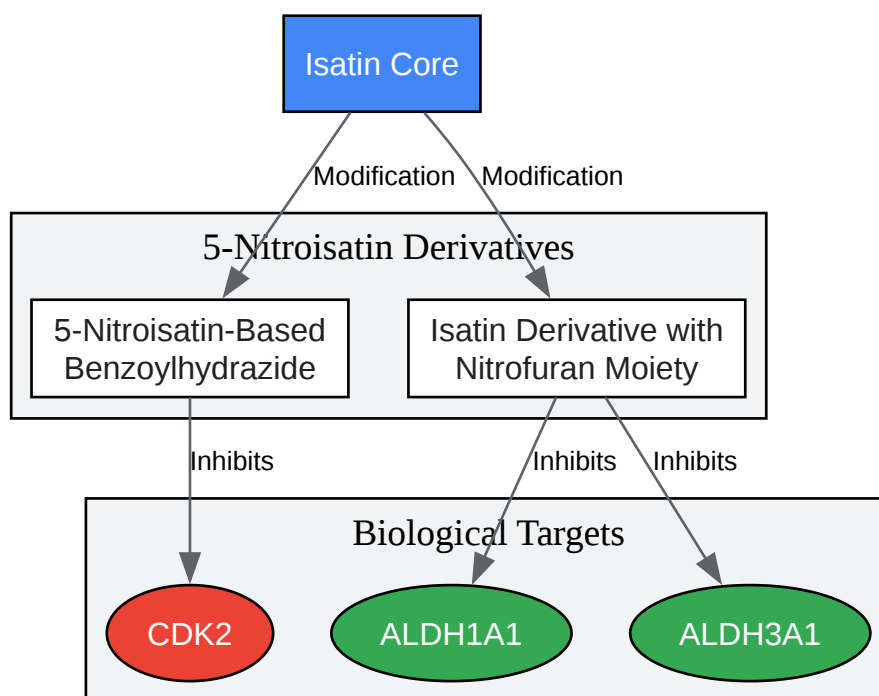 Isatin Core
Modification
Modification
5-Nitroisatin Derivatives
5-Nitroisatin-Based
Benzoylhydrazide
Isatin Derivative with
Nitrofuran Moiety
Inhibits
Inhibits
Inhibits
Biological Targets
CDK2
ALDH1A1
ALDH3A1